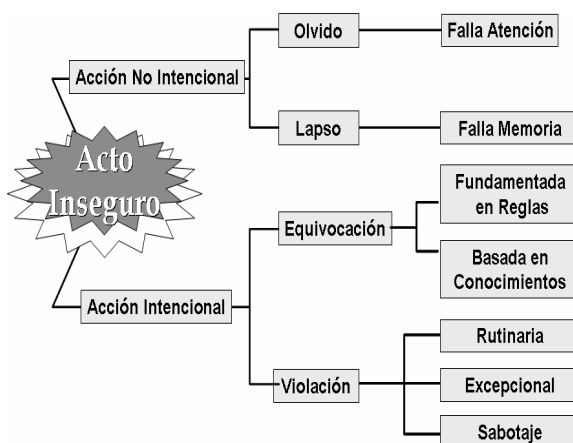 Acto
Inseguro
Acción No Intencional
Olvido
Falla Atención
Lapso
Falla Memoria
Acción Intencional
Equivocación
Fundamentada
en Reglas
Basada en
Conocimientos
Violación
Rutinaria
Excepcional
Sabotaje